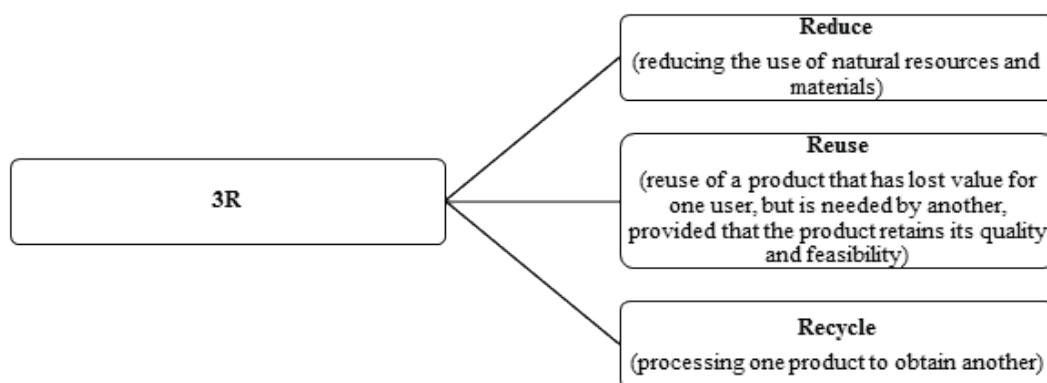 Reduce
(reducing the use of natural resources and
materials)
Reuse
(reuse of a product that has lost value for
one user, but is needed by another,
provided that the product retains its quality
and feasibility)
3R
Recycle
(processing one product to obtain another)